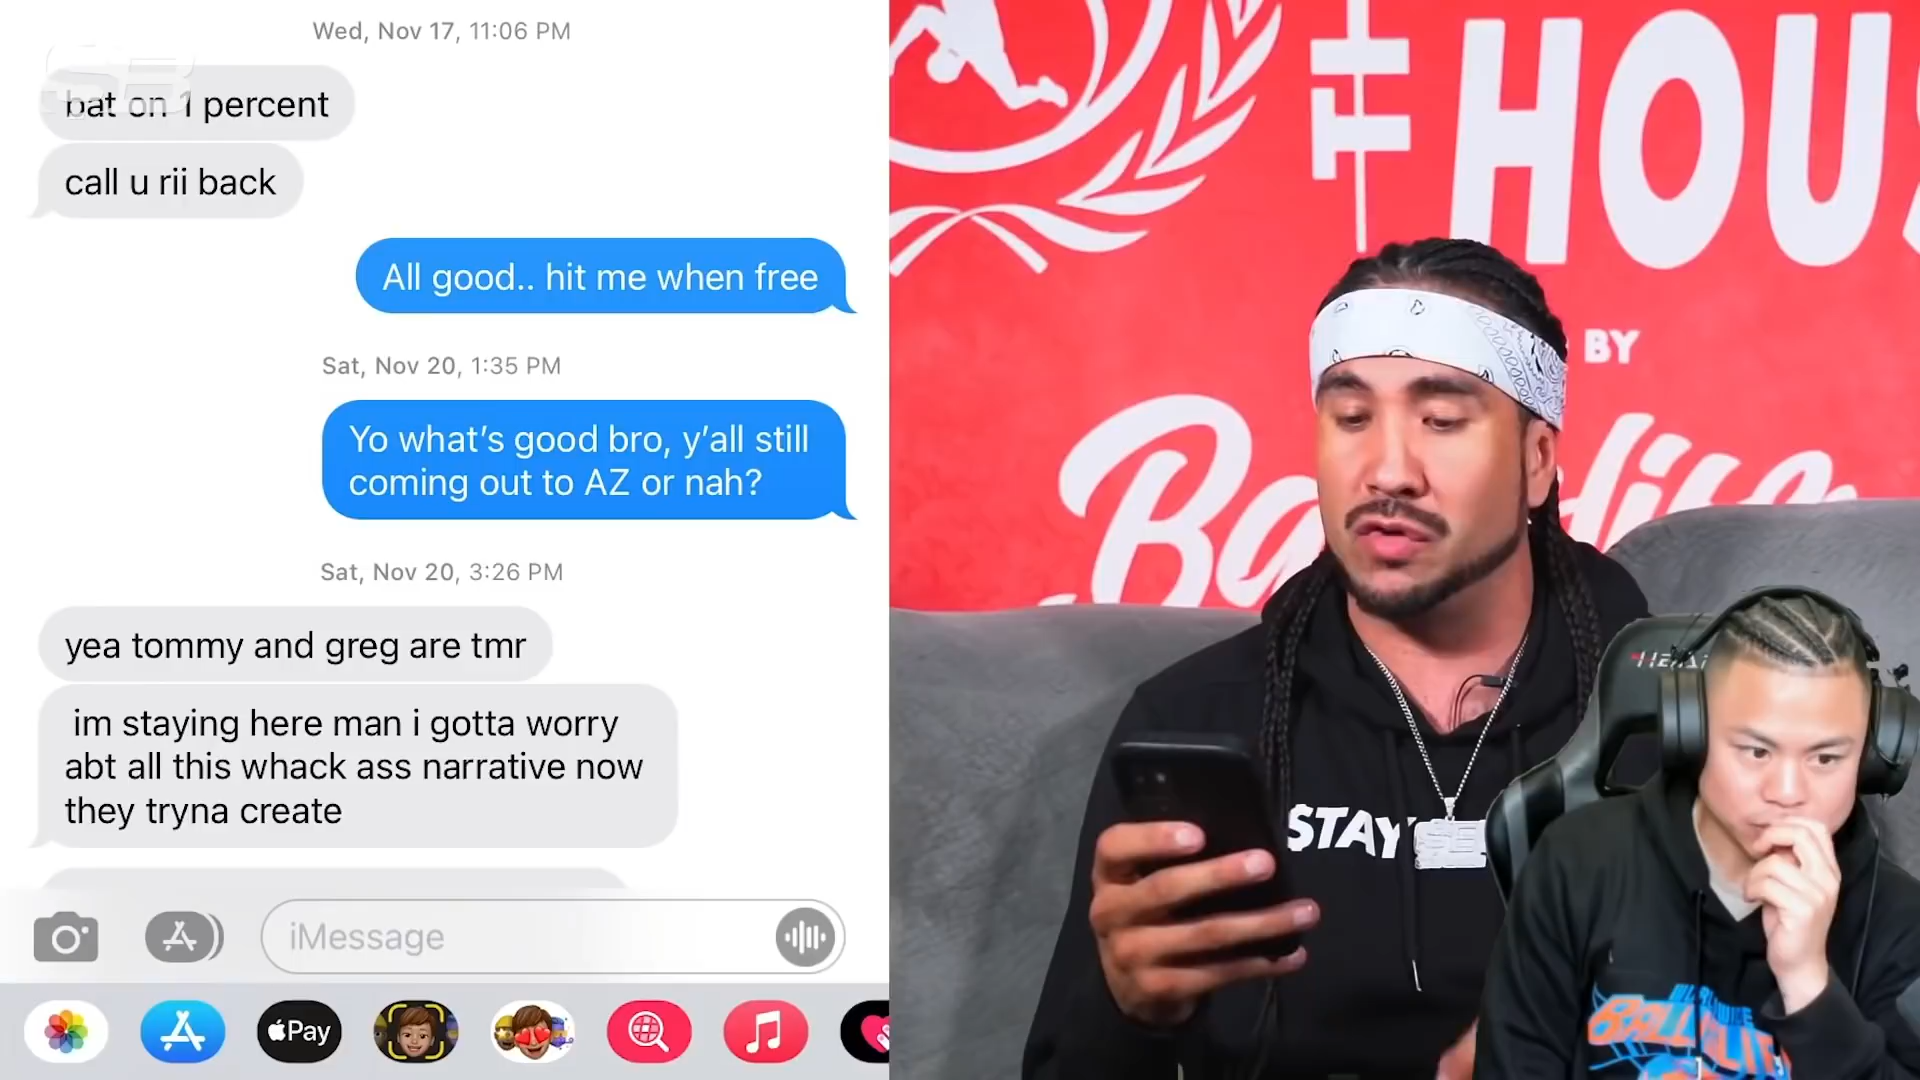 Wed, Nov 17, 11:06 PM
SB
bat on 1 percent
call u rii back
All good.. hit me when free
Sat, Nov 20, 1:35 PM
Yo what's good bro, y'all still
coming out to AZ or nah?
Sat, Nov 20, 3:26 PM
yea tommy and greg are tmr
im staying here man i gotta worry
abt all this whack ass narrative now
they tryna create
iMessage
Pay
HOU
BY
$TAY